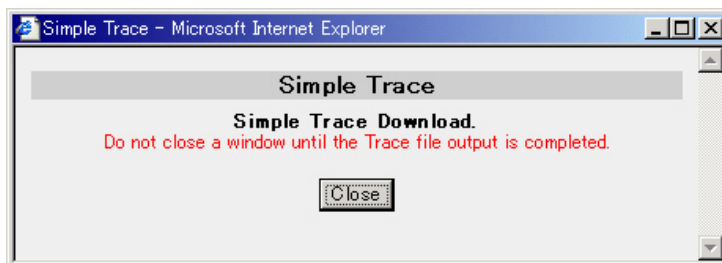 Simple Trace - Microsoft Internet Explorer
Simple Trace
Simple Trace Download.
Do not close a window until the Trace file output is completed.
Close